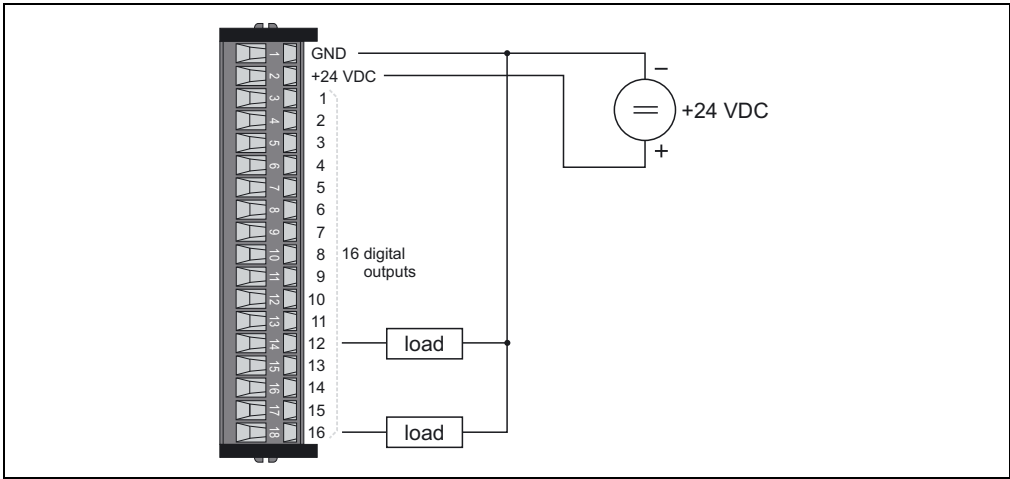 1 GND
2 +24 VDC
3 1
4 2
5 3
6 4
7 5
8 6
9 7
10 8
11 9
12 10
13 11
14 12
15 13
16 14
17 15
18 16
16 digital
outputs
load
load
–
+24 VDC
+